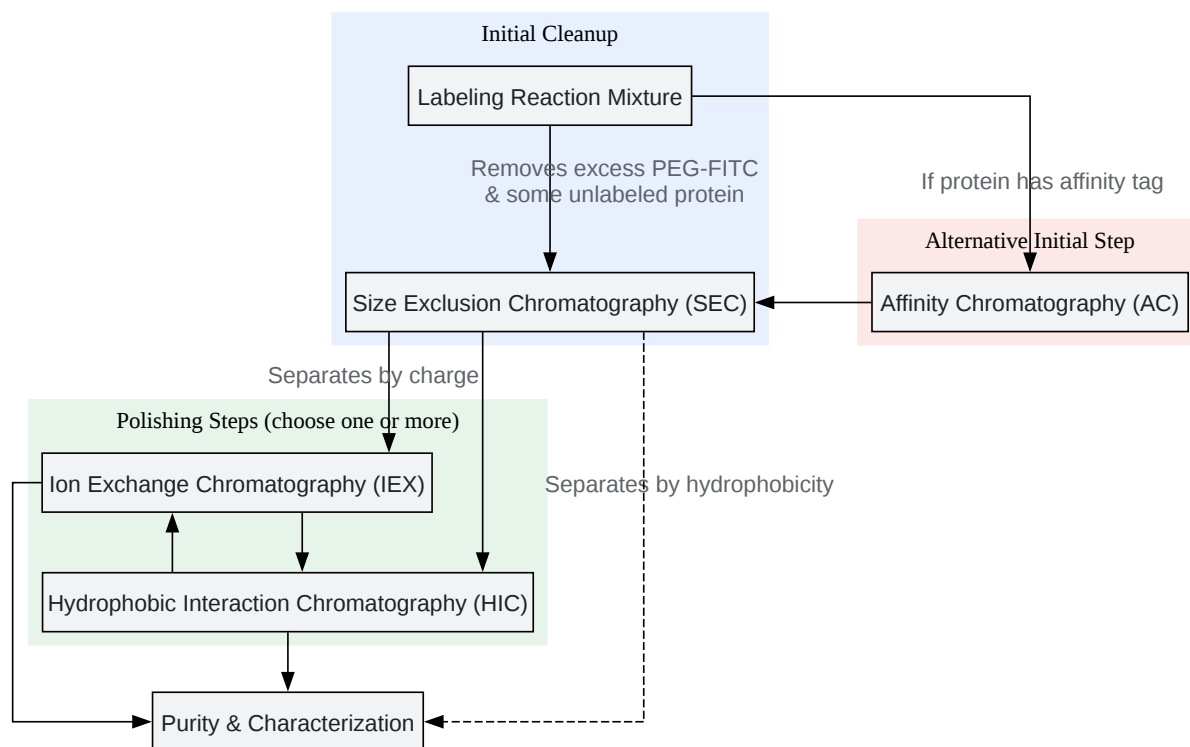 Initial Cleanup
Labeling Reaction Mixture
Removes excess PEG-FITC
& some unlabeled protein
If protein has affinity tag
Alternative Initial Step
Size Exclusion Chromatography (SEC)
Affinity Chromatography (AC)
Separates by charge
Polishing Steps (choose one or more)
Ion Exchange Chromatography (IEX)
Separates by hydrophobicity
Hydrophobic Interaction Chromatography (HIC)
Purity & Characterization